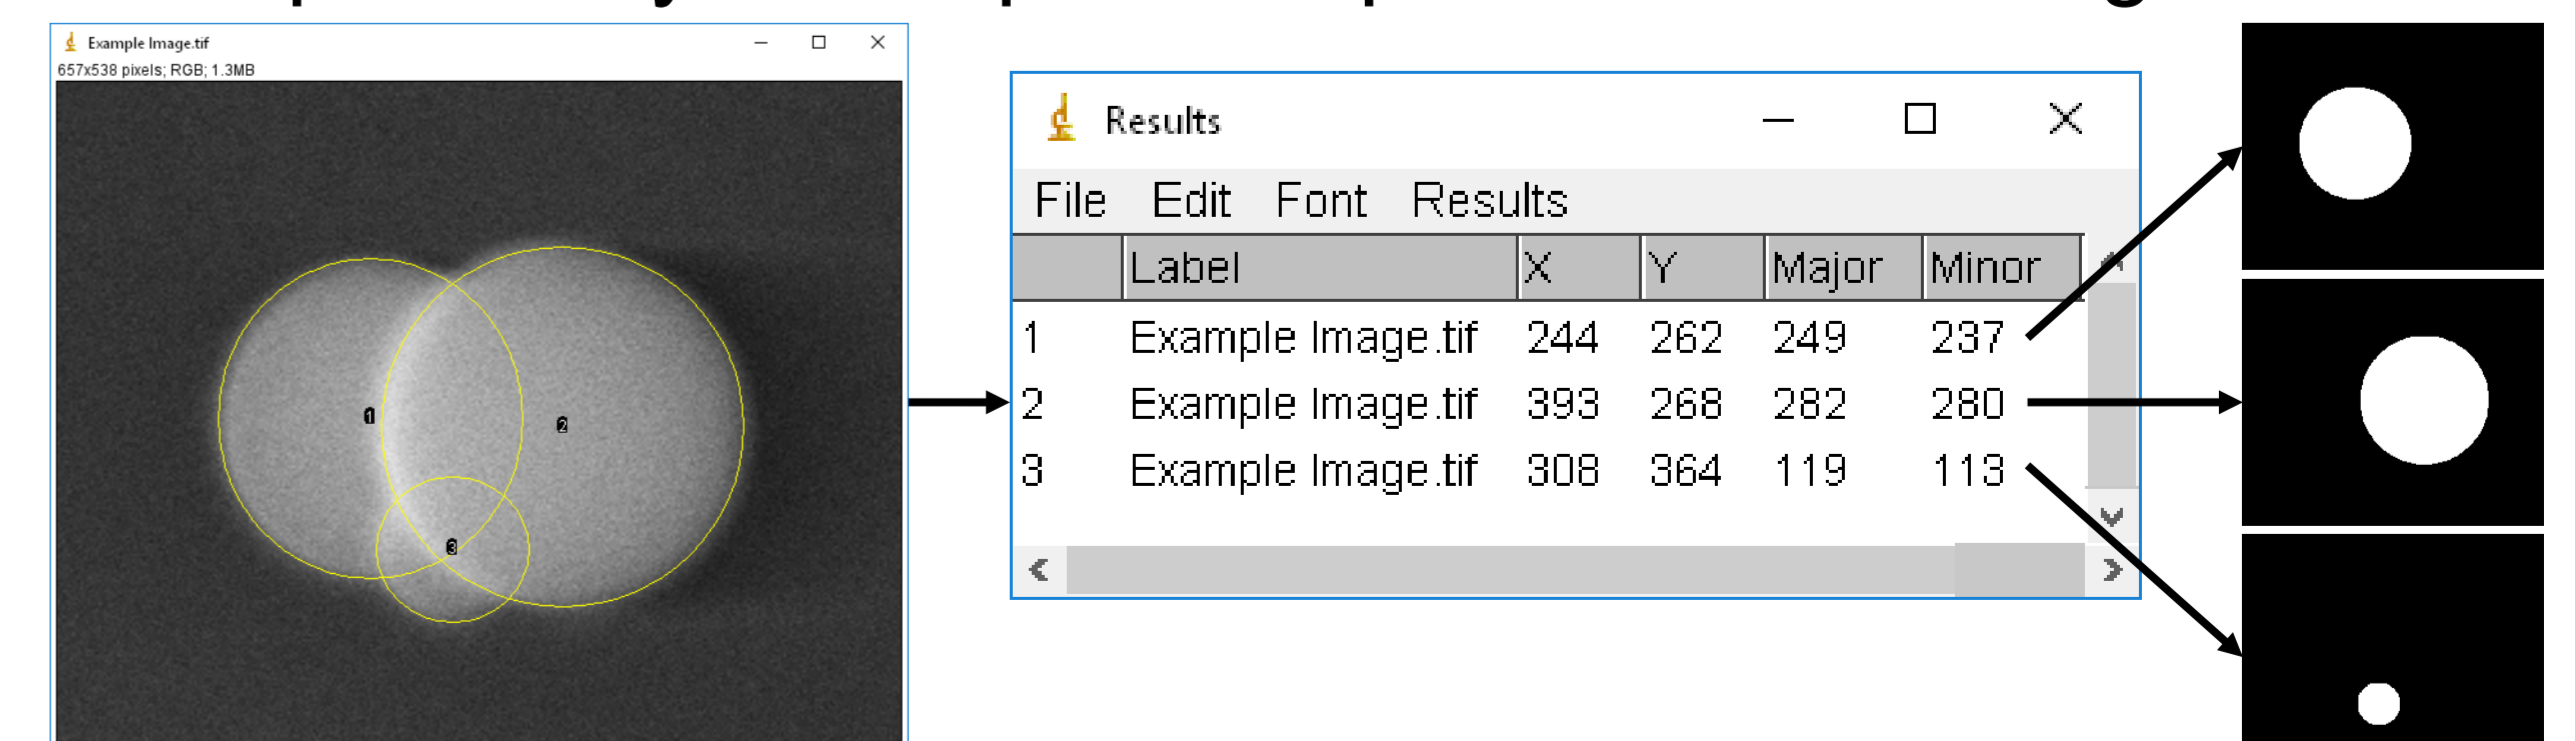 Example Image.tif
657x538 pixels; RGB; 1.3MB
1
2
3
Results
File Edit Font Results
Label X Y Major Minor
1 Example Image.tif 244 262 249 237
2 Example Image.tif 393 268 282 280
3 Example Image.tif 308 364 119 113